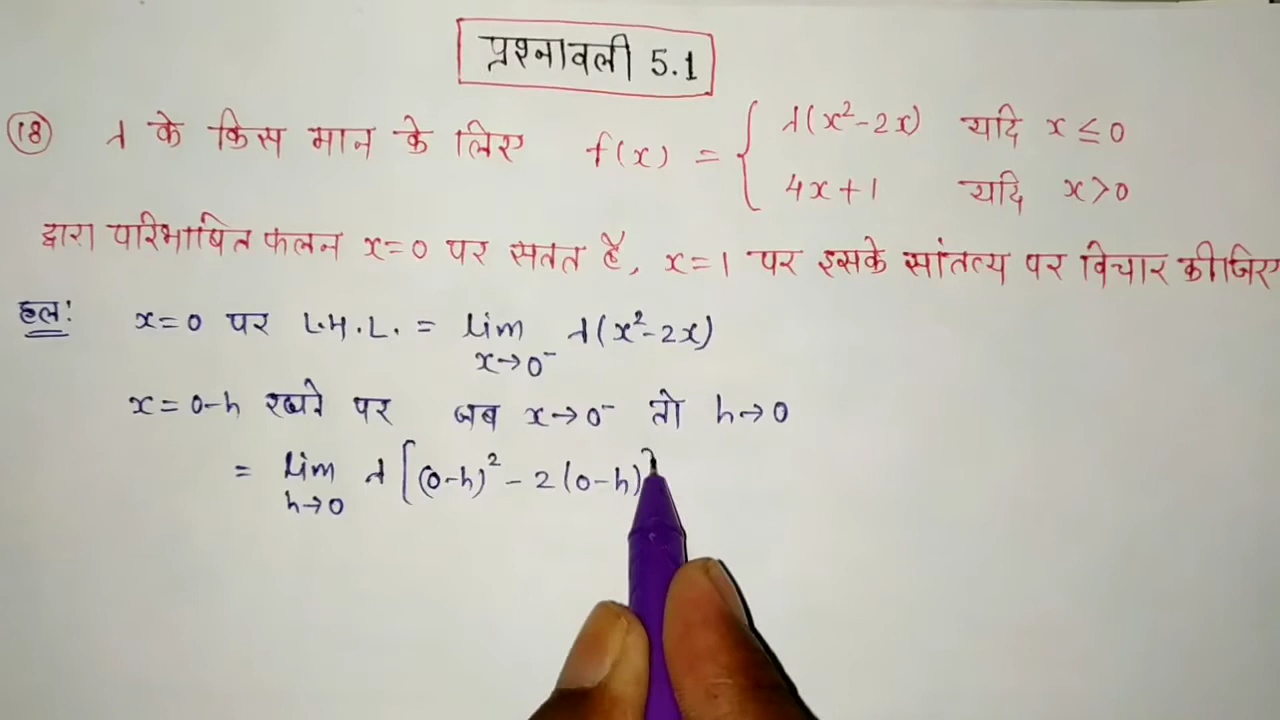 प्रश्नावली 5.1
(18) λ के किस मान के लिए f(x) = { λ(x²-2x) यदि x ≤ 0
4x+1 यदि x>0
द्वारा परिभाषित फलन x=0 पर सतत है, x=1 पर इसके सांतत्य पर विचार कीजिए
हल: x=0 पर L.H.L. = lim x→0⁻ λ(x²-2x)
x=0-h रखने पर जब x→0⁻ तो h→0
= lim h→0 λ[(0-h)² - 2(0-h)